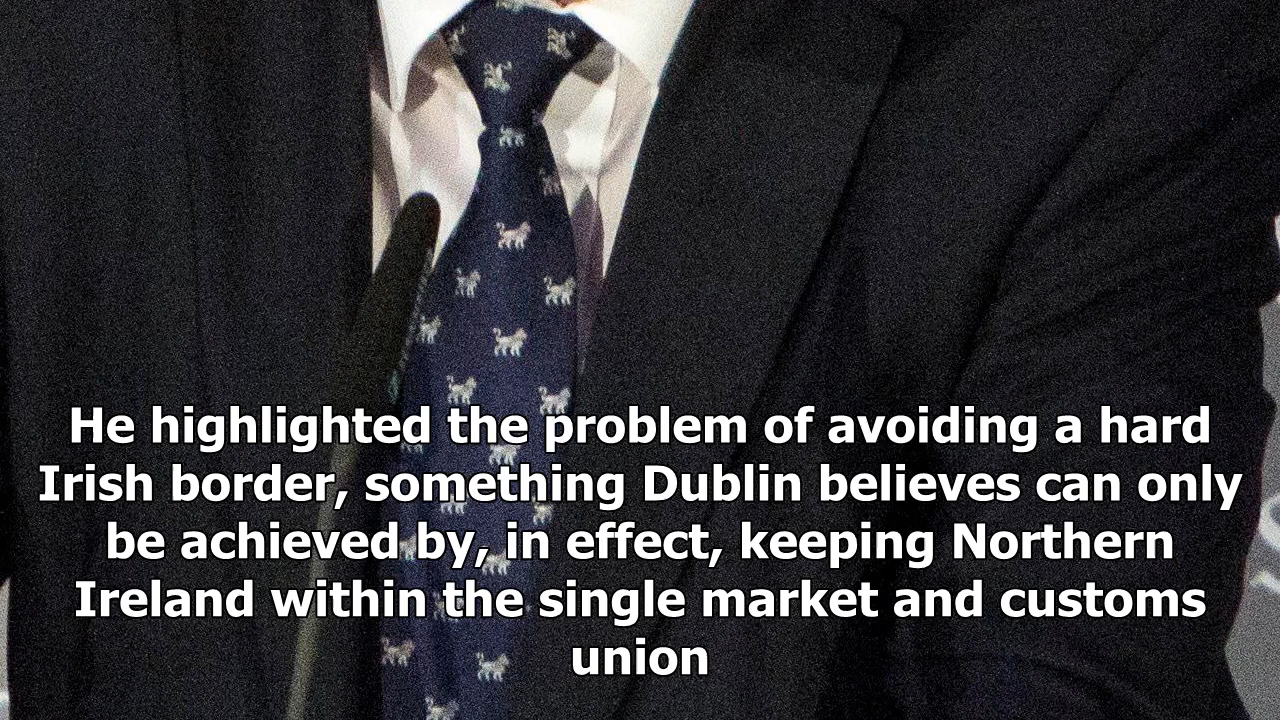 He highlighted the problem of avoiding a hard
Irish border, something Dublin believes can only
be achieved by, in effect, keeping Northern
Ireland within the single market and customs
union